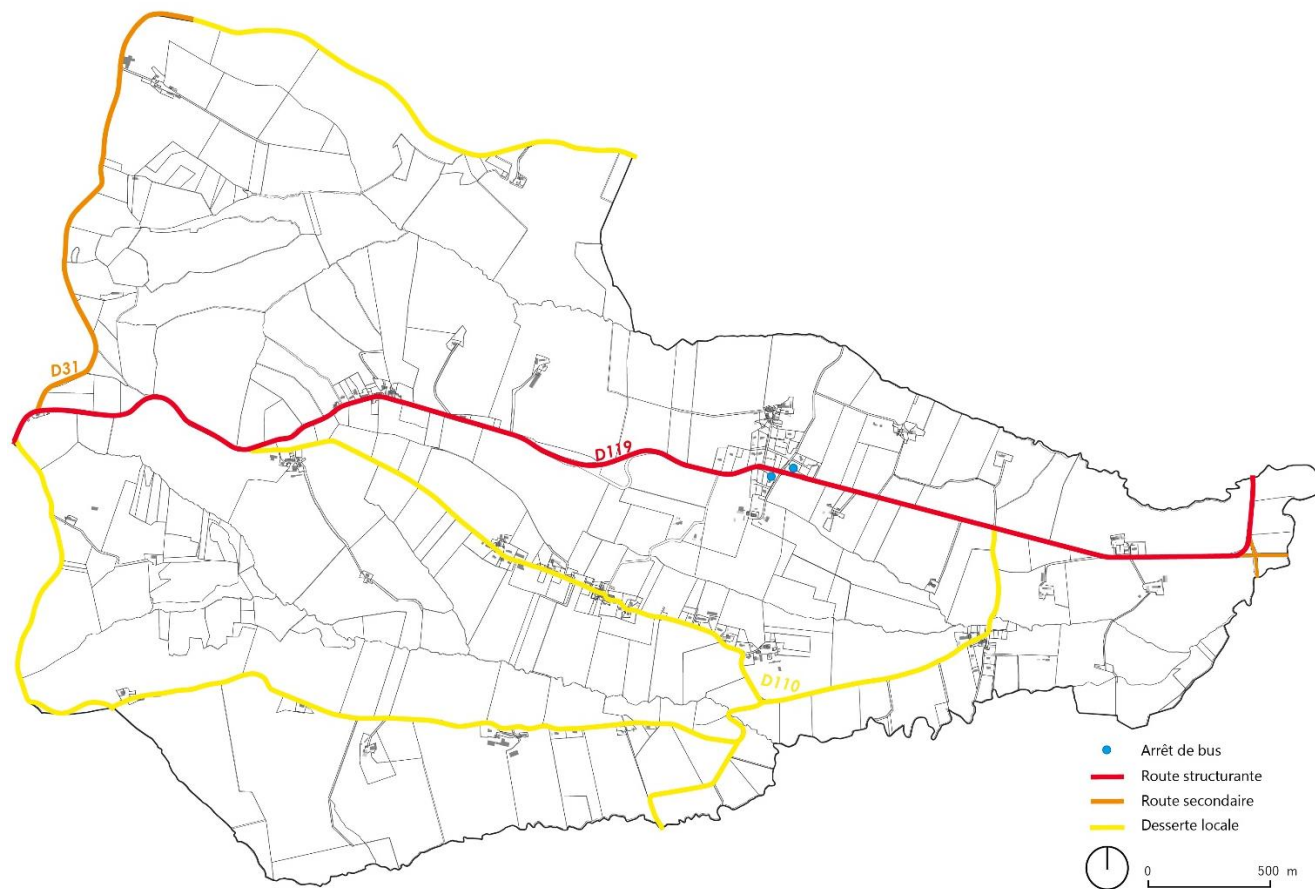 D31
D119
D110
Arrêt de bus
Route structurante
Route secondaire
Desserte locale
0 500 m